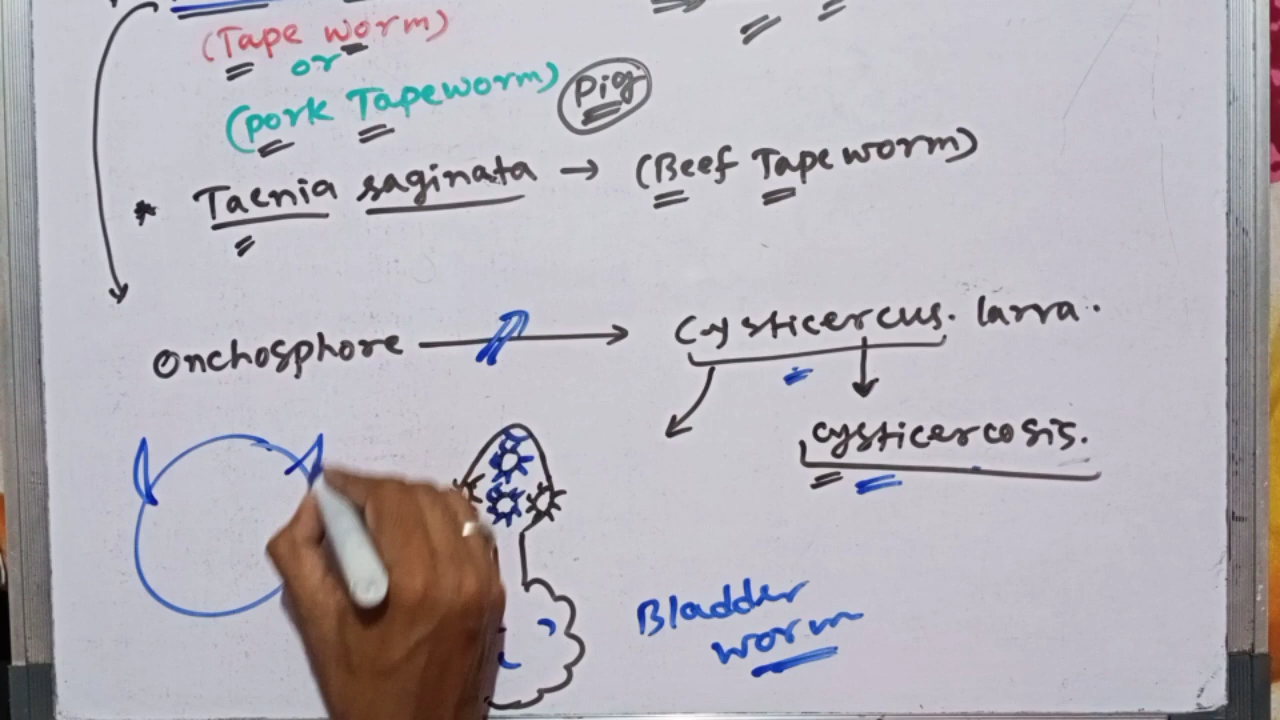 (Tape worm)
or
(pork Tapeworm) Pig
* Taenia saginata → (Beef Tapeworm)
Onchosphore → Cysticercus. larva.
cysticercosis.
Bladder
worm